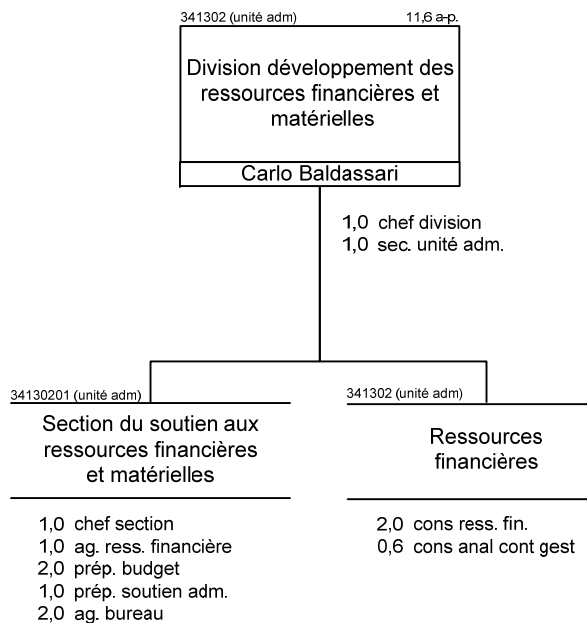 341302 (unité adm) 11,6 a-p.
Division développement des
ressources financières et
matérielles
Carlo Baldassari
1,0 chef division
1,0 sec. unité adm.
34130201 (unité adm)
Section du soutien aux
ressources financières
et matérielles
1,0 chef section
1,0 ag. ress. financière
2,0 prép. budget
1,0 prép. soutien adm.
2,0 ag. bureau
341302 (unité adm)
Ressources
financières
2,0 cons ress. fin.
0,6 cons anal cont gest